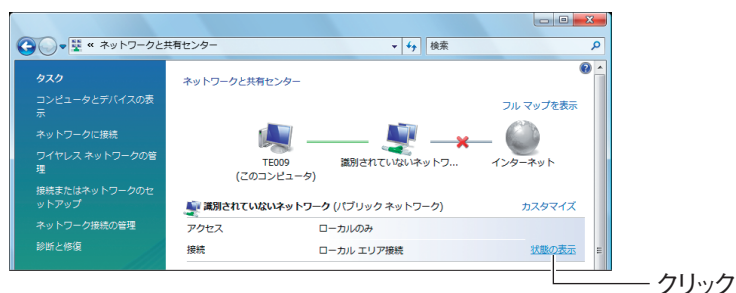 « ネットワークと共有センター
検索
タスク
コンピュータとデバイスの表
示
ネットワークに接続
ワイヤレス ネットワークの管
理
接続またはネットワークのセ
ットアップ
ネットワーク接続の管理
診断と修復
ネットワークと共有センター
フル マップを表示
TE009
(このコンピュータ)
識別されていないネットワ...
インターネット
識別されていないネットワーク (パブリック ネットワーク)
カスタマイズ
アクセス
ローカルのみ
接続
ローカル エリア接続
状態の表示
クリック